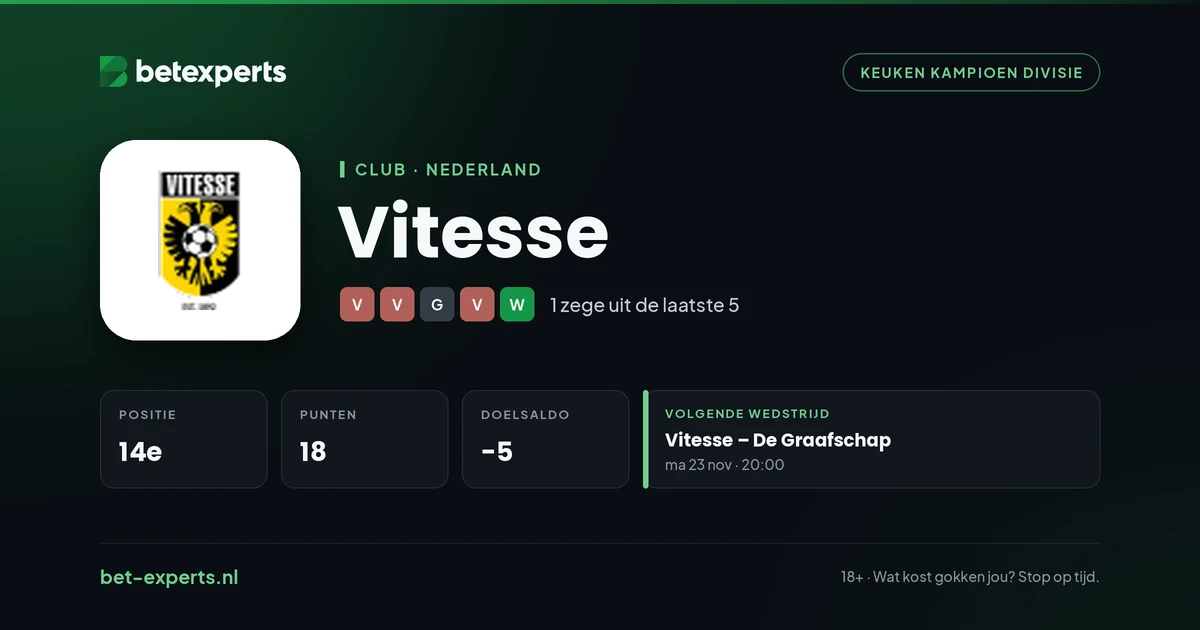 betexperts
KEUKEN KAMPIOEN DIVISIE
VITESSE
CLUB · NEDERLAND
Vitesse
V V G V W 1 zege uit de laatste 5
POSITIE
14e
PUNTEN
18
DOELSALDO
-5
VOLGENDE WEDSTRIJD
Vitesse – De Graafschap
ma 23 nov · 20:00
bet-experts.nl
18+ · Wat kost gokken jou? Stop op tijd.